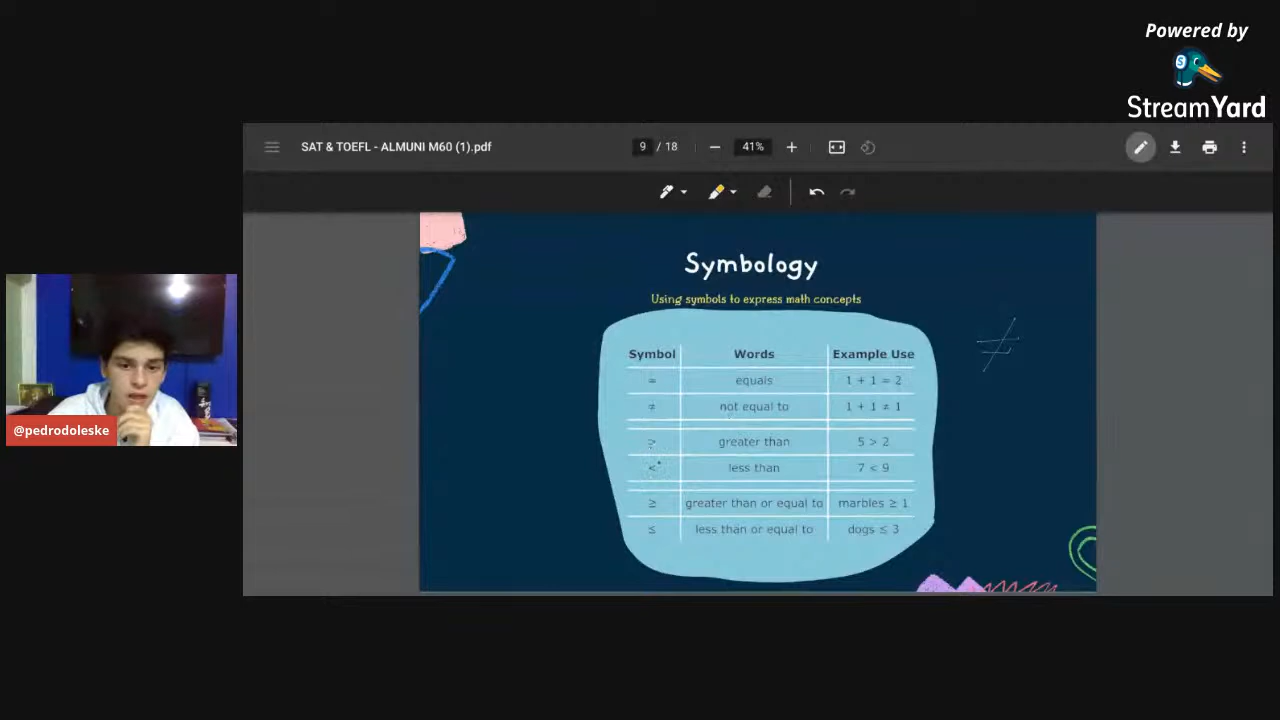 Powered by
StreamYard
SAT & TOEFL - ALMUNI M60 (1).pdf
9 / 18
41%
Symbology
Using symbols to express math concepts
Symbol Words Example Use
= equals 1 + 1 = 2
≠ not equal to 1 + 1 ≠ 1
> greater than 5 > 2
< less than 7 < 9
≥ greater than or equal to marbles ≥ 1
≤ less than or equal to dogs ≤ 3
≠
@pedrodoleske